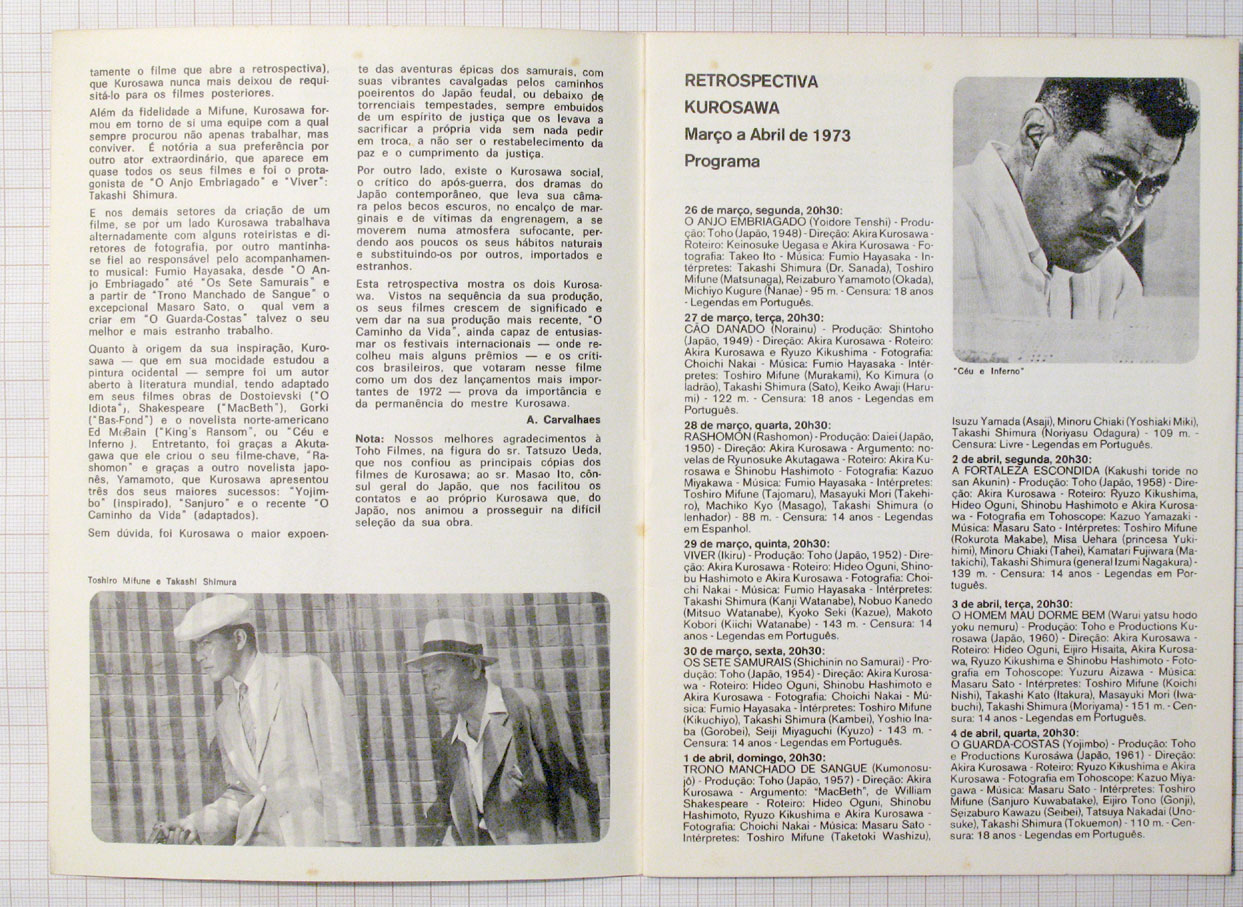 tamente o filme que abre a retrospectiva),
que Kurosawa nunca mais deixou de requi-
sitá-lo para os filmes posteriores.
Além da fidelidade a Mifune, Kurosawa for-
mou em torno de si uma equipe com a qual
sempre procurou não apenas trabalhar, mas
conviver. É notória a sua preferência por
outro ator extraordinário, que aparece em
quase todos os seus filmes e foi o prota-
gonista de "O Anjo Embriagado" e "Viver":
Takashi Shimura.
E nos demais setores da criação de um
filme, se por um lado Kurosawa trabalhava
alternadamente com alguns roteiristas e di-
retores de fotografia, por outro mantinha-
se fiel ao responsável pelo acompanhamen-
to musical: Fumio Hayasaka, desde "O An-
jo Embriagado" até "Os Sete Samurais" e
a partir de "Trono Manchado de Sangue" o
excepcional Masaro Sato, o qual vem a
criar em "O Guarda-Costas" talvez o seu
melhor e mais estranho trabalho.
Quanto à origem da sua inspiração, Kuro-
sawa — que em sua mocidade estudou a
pintura ocidental — sempre foi um autor
aberto à literatura mundial, tendo adaptado
em seus filmes obras de Dostoievski ("O
Idiota"), Shakespeare ("MacBeth"), Gorki
("Bas-Fond") e o novelista norte-americano
Ed McBain ("King's Ransom", ou "Céu e
Inferno ). Entretanto, foi graças a Akuta-
gawa que ele criou o seu filme-chave, "Ra-
shomon" e graças a outro novelista japo-
nês, Yamamoto, que Kurosawa apresentou
três dos seus maiores sucessos: "Yojim-
bo" (inspirado), "Sanjuro" e o recente "O
Caminho da Vida" (adaptados).
Sem dúvida, foi Kurosawa o maior expoen-
te das aventuras épicas dos samurais, com
suas vibrantes cavalgadas pelos caminhos
poeirentos do Japão feudal, ou debaixo de
torrenciais tempestades, sempre embuidos
de um espírito de justiça que os levava a
sacrificar a própria vida sem nada pedir
em troca, a não ser o restabelecimento da
paz e o cumprimento da justiça.
Por outro lado, existe o Kurosawa social,
o crítico do após-guerra, dos dramas do
Japão contemporâneo, que leva sua câma-
ra pelos becos escuros, no encalço de mar-
ginais e de vítimas da engrenagem, a se
moverem numa atmosfera sufocante, per-
dendo aos poucos os seus hábitos naturais
e substituindo-os por outros, importados e
estranhos.
Esta retrospectiva mostra os dois Kurosa-
wa. Vistos na sequência da sua produção,
os seus filmes crescem de significado e
vem dar na sua produção mais recente, "O
Caminho da Vida", ainda capaz de entusias-
mar os festivais internacionais — onde re-
colheu mais alguns prêmios — e os críti-
cos brasileiros, que votaram nesse filme
como um dos dez lançamentos mais impor-
tantes de 1972 — prova da importância e
da permanência do mestre Kurosawa.
A. Carvalhaes
Nota: Nossos melhores agradecimentos à
Toho Filmes, na figura do sr. Tatsuzo Ueda,
que nos confiou as principais cópias dos
filmes de Kurosawa; ao sr. Masao Ito, côn-
sul geral do Japão, que nos facilitou os
contatos e ao próprio Kurosawa que, do
Japão, nos animou a prosseguir na difícil
seleção da sua obra.
Toshiro Mifune e Takashi Shimura
RETROSPECTIVA
KUROSAWA
Março a Abril de 1973
Programa
26 de março, segunda, 20h30:
O ANJO EMBRIAGADO (Yoidore Tenshi) - Produ-
ção: Toho (Japão, 1948) - Direção: Akira Kurosawa -
Roteiro: Keinosuke Uegasa e Akira Kurosawa - Fo-
tografia: Takeo Ito - Música: Fumio Hayasaka - In-
térpretes: Takashi Shimura (Dr. Sanada), Toshiro
Mifune (Matsunaga), Reizaburo Yamamoto (Okada),
Michiyo Kugure (Nanae) - 95 m. - Censura: 18 anos
- Legendas em Português.
27 de março, terça, 20h30:
CÃO DANADO (Norainu) - Produção: Shintoho
(Japão, 1949) - Direção: Akira Kurosawa - Roteiro:
Akira Kurosawa e Ryuzo Kikushima - Fotografia:
Choichi Nakai - Música: Fumio Hayasaka - Intér-
pretes: Toshiro Mifune (Murakami), Ko Kimura (o
ladrão), Takashi Shimura (Sato), Keiko Awaji (Haru-
mi) - 122 m. - Censura: 18 anos - Legendas em
Português.
28 de março, quarta, 20h30:
RASHOMON (Rashomon) - Produção: Daiei (Japão,
1950) - Direção: Akira Kurosawa - Argumento: no-
velas de Ryunosuke Akutagawa - Roteiro: Akira Ku-
rosawa e Shinobu Hashimoto - Fotografia: Kazuo
Miyakawa - Música: Fumio Hayasaka - Intérpretes:
Toshiro Mifune (Tajomaru), Masayuki Mori (Takehi-
ro), Machiko Kyo (Masago), Takashi Shimura (o
lenhador) - 88 m. - Censura: 14 anos - Legendas
em Espanhol.
29 de março, quinta, 20h30:
VIVER (Ikiru) - Produção: Toho (Japão, 1952) - Dire-
ção: Akira Kurosawa - Roteiro: Hideo Oguni, Shino-
bu Hashimoto e Akira Kurosawa - Fotografia: Choi-
chi Nakai - Música: Fumio Hayasaka - Intérpretes:
Takashi Shimura (Kanji Watanabe), Nobuo Kanedo
(Mitsuo Watanabe), Kyoko Seki (Kazue), Makoto
Kobori (Kiichi Watanabe) - 143 m. - Censura: 14
anos - Legendas em Português.
30 de março, sexta, 20h30:
OS SETE SAMURAIS (Shichinin no Samurai) - Pro-
dução: Toho (Japão, 1954) - Direção: Akira Kurosa-
wa - Roteiro: Hideo Oguni, Shinobu Hashimoto e
Akira Kurosawa - Fotografia: Choichi Nakai - Mú-
sica: Fumio Hayasaka - Intérpretes: Toshiro Mifune
(Kikuchiyo), Takashi Shimura (Kambei), Yoshio Ina-
ba (Gorobei), Seiji Miyaguchi (Kyuzo) - 143 m. -
Censura: 14 anos - Legendas em Português.
1 de abril, domingo, 20h30:
TRONO MANCHADO DE SANGUE (Kumonosu-
jô) - Produção: Toho (Japão, 1957) - Direção: Akira
Kurosawa - Argumento: "MacBeth", de William
Shakespeare - Roteiro: Hideo Oguni, Shinobu
Hashimoto, Ryuzo Kikushima e Akira Kurosawa -
Fotografia: Choichi Nakai - Música: Masaru Sato -
Intérpretes: Toshiro Mifune (Taketoki Washizu),
"Céu e Inferno"
Isuzu Yamada (Asaji), Minoru Chiaki (Yoshiaki Miki),
Takashi Shimura (Noriyasu Odagura) - 109 m. -
Censura: Livre - Legendas em Português.
2 de abril, segunda, 20h30:
A FORTALEZA ESCONDIDA (Kakushi toride no
san Akunin) - Produção: Toho (Japão, 1958) - Dire-
ção: Akira Kurosawa - Roteiro: Ryuzo Kikushima,
Hideo Oguni, Shinobu Hashimoto e Akira Kurosa-
wa - Fotografia em Tohoscope: Kazuo Yamazaki -
Música: Masaru Sato - Intérpretes: Toshiro Mifune
(Rokurota Makabe), Misa Uehara (princesa Yuki-
himi), Minoru Chiaki (Tahei), Kamatari Fujiwara (Ma-
takichi), Takashi Shimura (general Izumi Nagakura) -
139 m. - Censura: 14 anos - Legendas em Por-
tuguês.
3 de abril, terça, 20h30:
O HOMEM MAU DORME BEM (Warui yatsu hodo
yoku nemuru) - Produção: Toho e Productions Ku-
rosawa (Japão, 1960) - Direção: Akira Kurosawa -
Roteiro: Hideo Oguni, Eijiro Hisaita, Akira Kurosa-
wa, Ryuzo Kikushima e Shinobu Hashimoto - Foto-
grafia em Tohoscope: Yuzuru Aizawa - Música:
Masaru Sato - Intérpretes: Toshiro Mifune (Koichi
Nishi), Takashi Kato (Itakura), Masayuki Mori (Iwa-
buchi), Takashi Shimura (Moriyama) - 151 m. - Cen-
sura: 14 anos - Legendas em Português.
4 de abril, quarta, 20h30:
O GUARDA-COSTAS (Yojimbo) - Produção: Toho
e Productions Kurosawa (Japão, 1961) - Direção:
Akira Kurosawa - Roteiro: Ryuzo Kikushima e Akira
Kurosawa - Fotografia em Tohoscope: Kazuo Miya-
gawa - Música: Masaru Sato - Intérpretes: Toshiro
Mifune (Sanjuro Kuwabatake), Eijiro Tono (Gonji),
Seizaburo Kawazu (Seibei), Tatsuya Nakadai (Uno-
suke), Takashi Shimura (Tokuemon) - 110 m. - Cen-
sura: 18 anos - Legendas em Português.